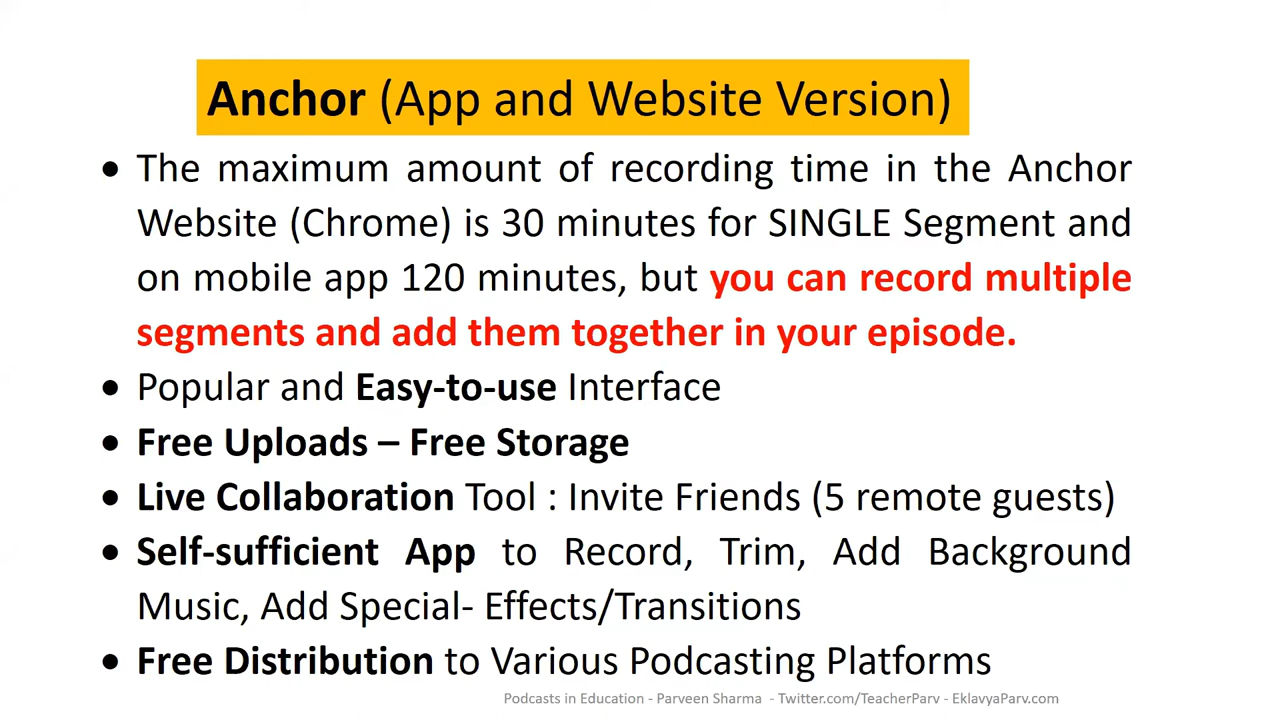 Anchor (App and Website Version)
• The maximum amount of recording time in the Anchor
Website (Chrome) is 30 minutes for SINGLE Segment and
on mobile app 120 minutes, but you can record multiple
segments and add them together in your episode.
• Popular and Easy-to-use Interface
• Free Uploads – Free Storage
• Live Collaboration Tool : Invite Friends (5 remote guests)
• Self-sufficient App to Record, Trim, Add Background
Music, Add Special- Effects/Transitions
• Free Distribution to Various Podcasting Platforms
Podcasts in Education - Parveen Sharma - Twitter.com/TeacherParv - EklavyaParv.com